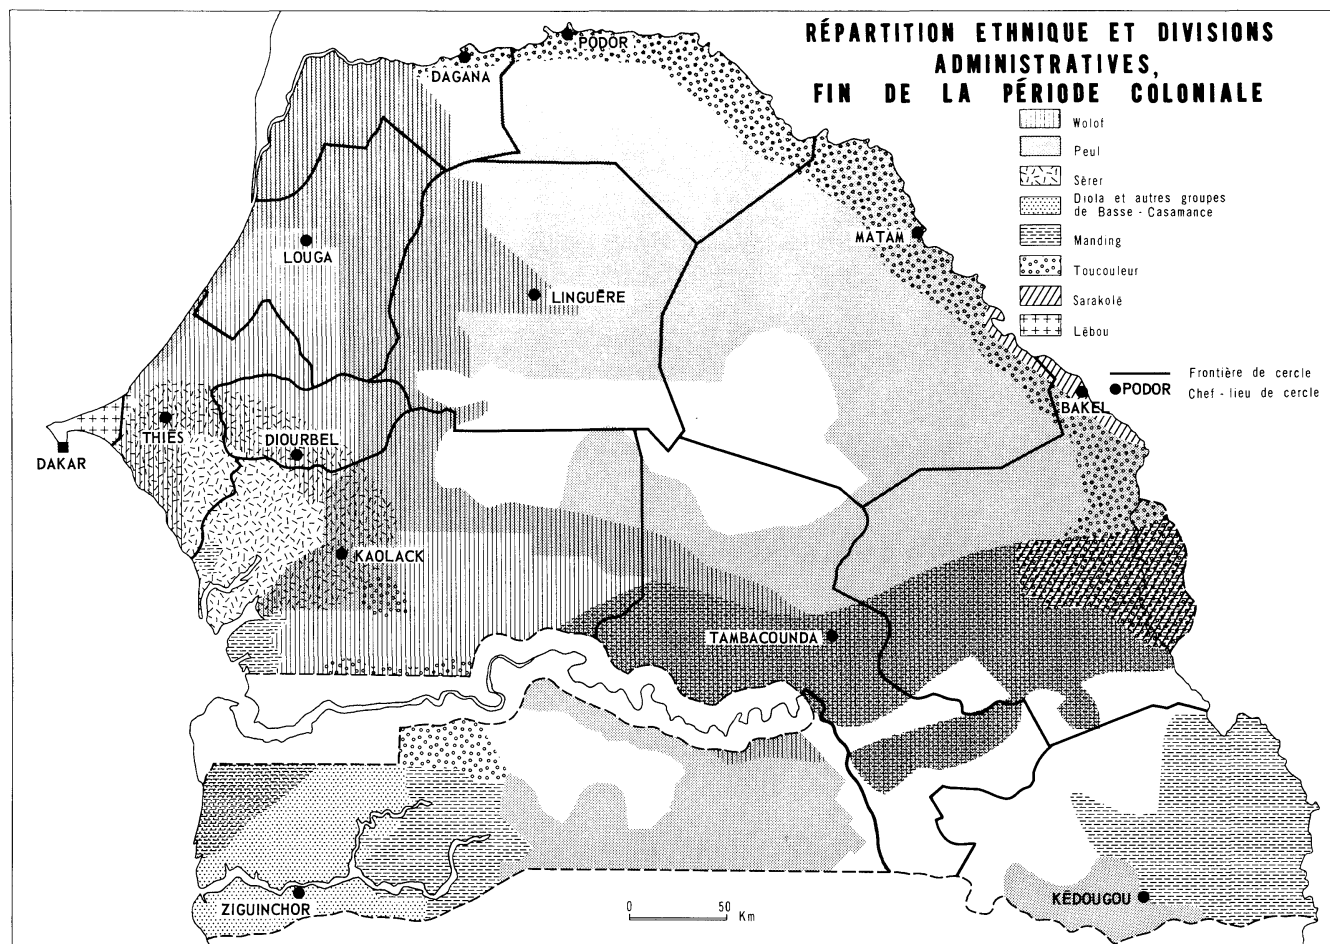 RÉPARTITION ETHNIQUE ET DIVISIONS
ADMINISTRATIVES,
FIN DE LA PÉRIODE COLONIALE
Wolof
Peul
Sérer
Diola et autres groupes
de Basse - Casamance
Manding
Toucouleur
Sarakolé
Lébou
Frontière de cercle
PODOR Chef - lieu de cercle
PODOR
DAGANA
MATAM
LOUGA
LINGUÈRE
BAKEL
THIÈS
DIOURBEL
DAKAR
KAOLACK
TAMBACOUNDA
KÉDOUGOU
ZIGUINCHOR
0 50 Km